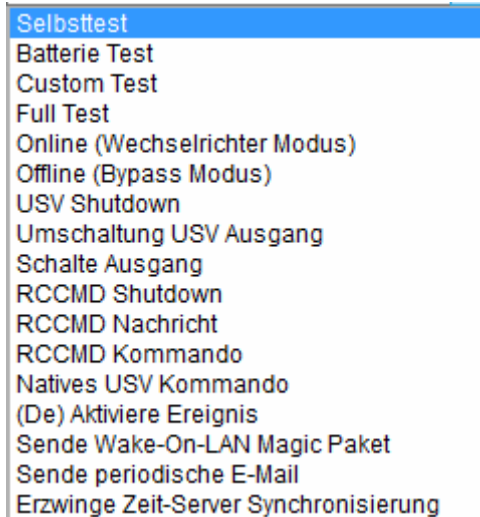 Selbsttest
Batterie Test
Custom Test
Full Test
Online (Wechselrichter Modus)
Offline (Bypass Modus)
USV Shutdown
Umschaltung USV Ausgang
Schalte Ausgang
RCCMD Shutdown
RCCMD Nachricht
RCCMD Kommando
Natives USV Kommando
(De) Aktiviere Ereignis
Sende Wake-On-LAN Magic Paket
Sende periodische E-Mail
Erzwinge Zeit-Server Synchronisierung